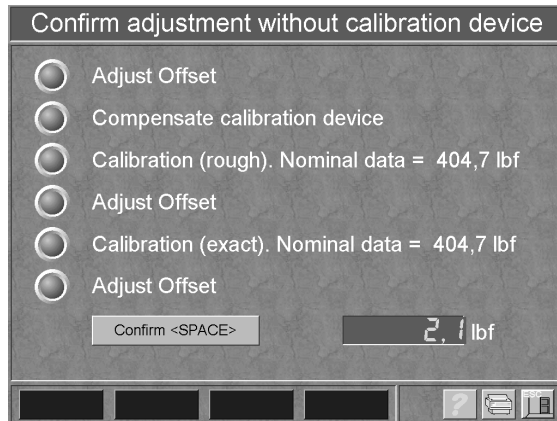 Confirm adjustment without calibration device
Adjust Offset
Compensate calibration device
Calibration (rough). Nominal data = 404,7 lbf
Adjust Offset
Calibration (exact). Nominal data = 404,7 lbf
Adjust Offset
Confirm <SPACE>
2,1 lbf
?
ESC